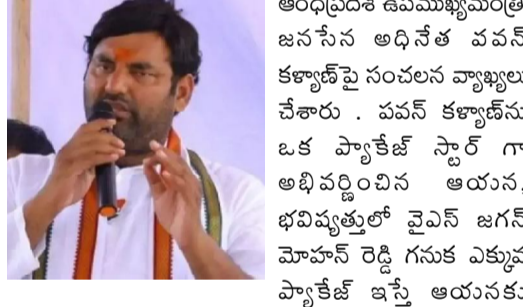 ఆంధ్రప్రదేశ్ ఉపముఖ్యమంత్రి
జనసేన అధినేత పవన్
కళ్యాణ్‌పై సంచలన వ్యాఖ్యలు
చేశారు . పవన్ కళ్యాణ్‌ను
ఒక ప్యాకేజ్ స్టార్ గా
అభివర్ణించిన ఆయన,
భవిష్యత్తులో వైఎస్ జగన్
మోహన్ రెడ్డి గనుక ఎక్కువ
ప్యాకేజ్ ఇస్తే ఆయనకు